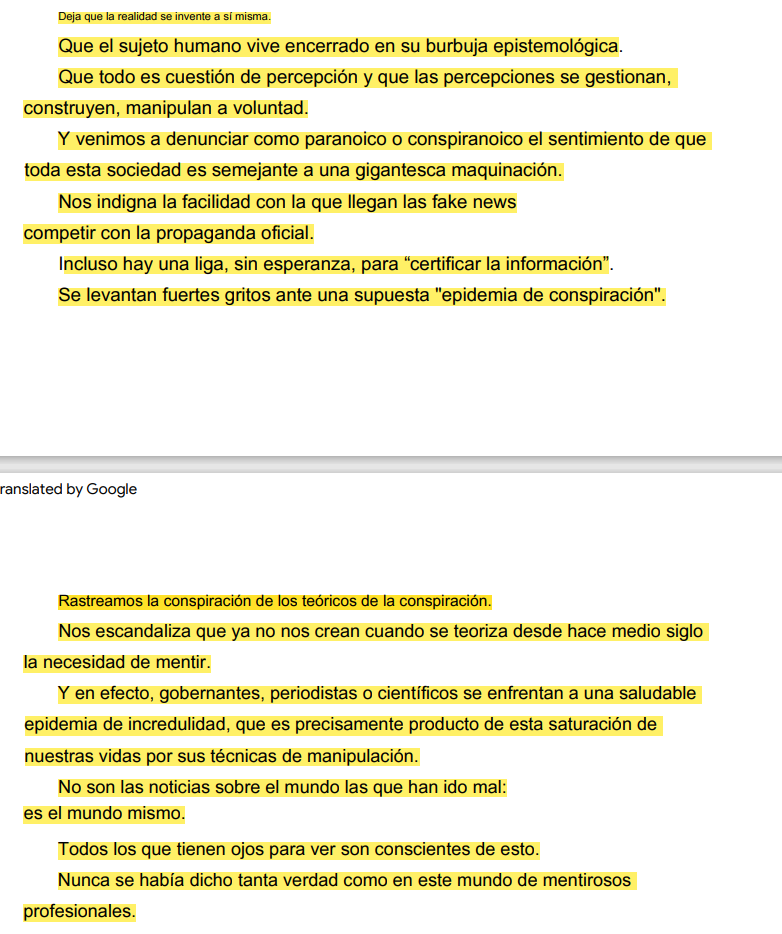 Deja que la realidad se invente a sí misma.
Que el sujeto humano vive encerrado en su burbuja epistemológica.
Que todo es cuestión de percepción y que las percepciones se gestionan,
construyen, manipulan a voluntad.
Y venimos a denunciar como paranoico o conspiranoico el sentimiento de que
toda esta sociedad es semejante a una gigantesca maquinación.
Nos indigna la facilidad con la que llegan las fake news
competir con la propaganda oficial.
Incluso hay una liga, sin esperanza, para “certificar la información”.
Se levantan fuertes gritos ante una supuesta "epidemia de conspiración".
ranslated by Google
Rastreamos la conspiración de los teóricos de la conspiración.
Nos escandaliza que ya no nos crean cuando se teoriza desde hace medio siglo
la necesidad de mentir.
Y en efecto, gobernantes, periodistas o científicos se enfrentan a una saludable
epidemia de incredulidad, que es precisamente producto de esta saturación de
nuestras vidas por sus técnicas de manipulación.
No son las noticias sobre el mundo las que han ido mal:
es el mundo mismo.
Todos los que tienen ojos para ver son conscientes de esto.
Nunca se había dicho tanta verdad como en este mundo de mentirosos
profesionales.